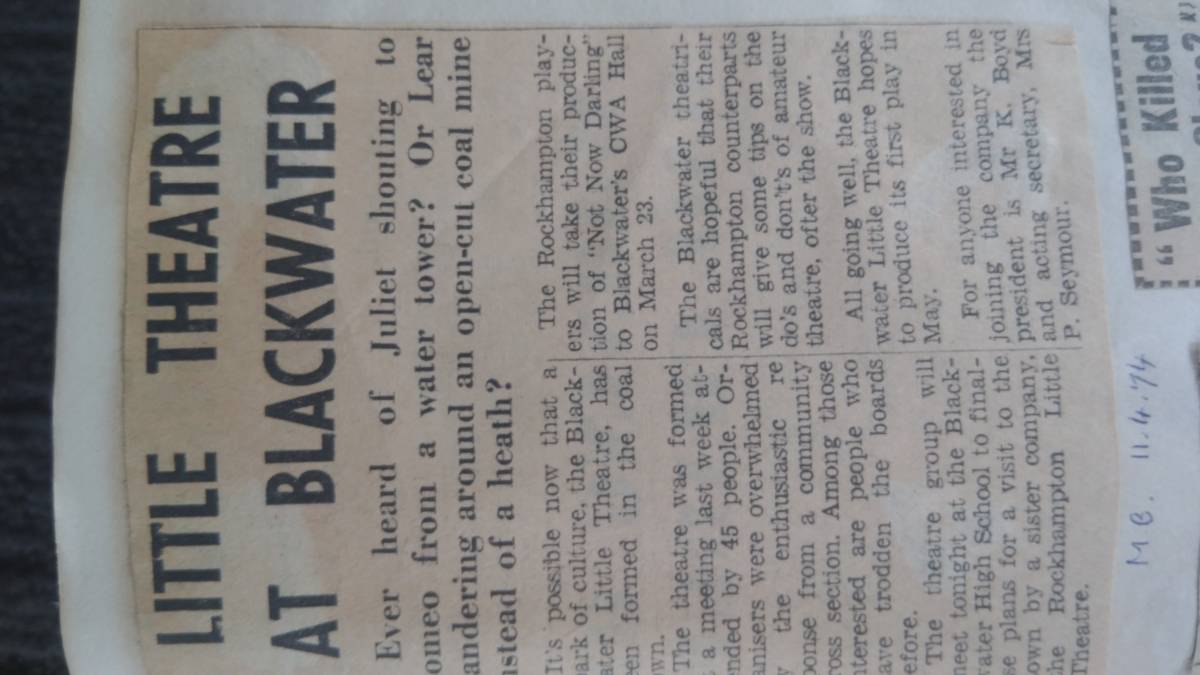 LITTLE THEATRE
AT BLACKWATER
Ever heard of Juliet shouting to
omeo from a water tower? Or Lear
andering around an open-cut coal mine
nstead of a heath?
It's possible now that a
park of culture, the Black-
ater Little Theatre, has
en formed in the coal
own.
The theatre was formed
a meeting last week at-
nded by 45 people. Or-
anisers were overwhelmed
y the enthusiastic re
ponse from a community
ross section. Among those
nterested are people who
ave trodden the boards
efore.
The theatre group will
meet tonight at the Black-
water High School to final-
se plans for a visit to the
own by a sister company,
the Rockhampton Little
Theatre.
The Rockhampton play-
ers will take their produc-
tion of "Not Now Darling"
to Blackwater's CWA Hall
on March 23.
The Blackwater theatri-
cals are hopeful that their
Rockhampton counterparts
will give some tips on the
do's and don't's of amateur
theatre, ofter the show.
All going well, the Black-
water Little Theatre hopes
to produce its first play in
May.
For anyone interested in
joining the company the
president is Mr K. Boyd
and acting secretary, Mrs
P. Seymour.
M B. 11.4.74
" Who Killed